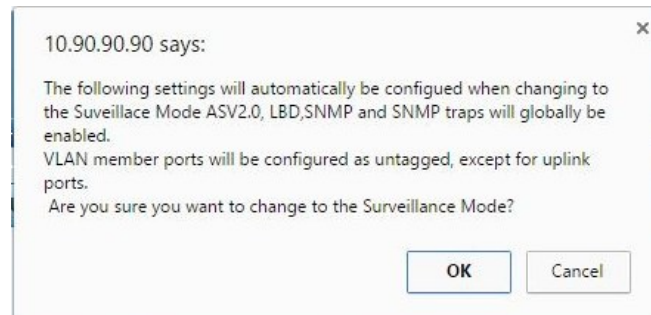 10.90.90.90 says:
The following settings will automatically be configued when changing to
the Suveillace Mode ASV2.0, LBD,SNMP and SNMP traps will globally be
enabled.
VLAN member ports will be configured as untagged, except for uplink
ports.
Are you sure you want to change to the Surveillance Mode?
OK
Cancel